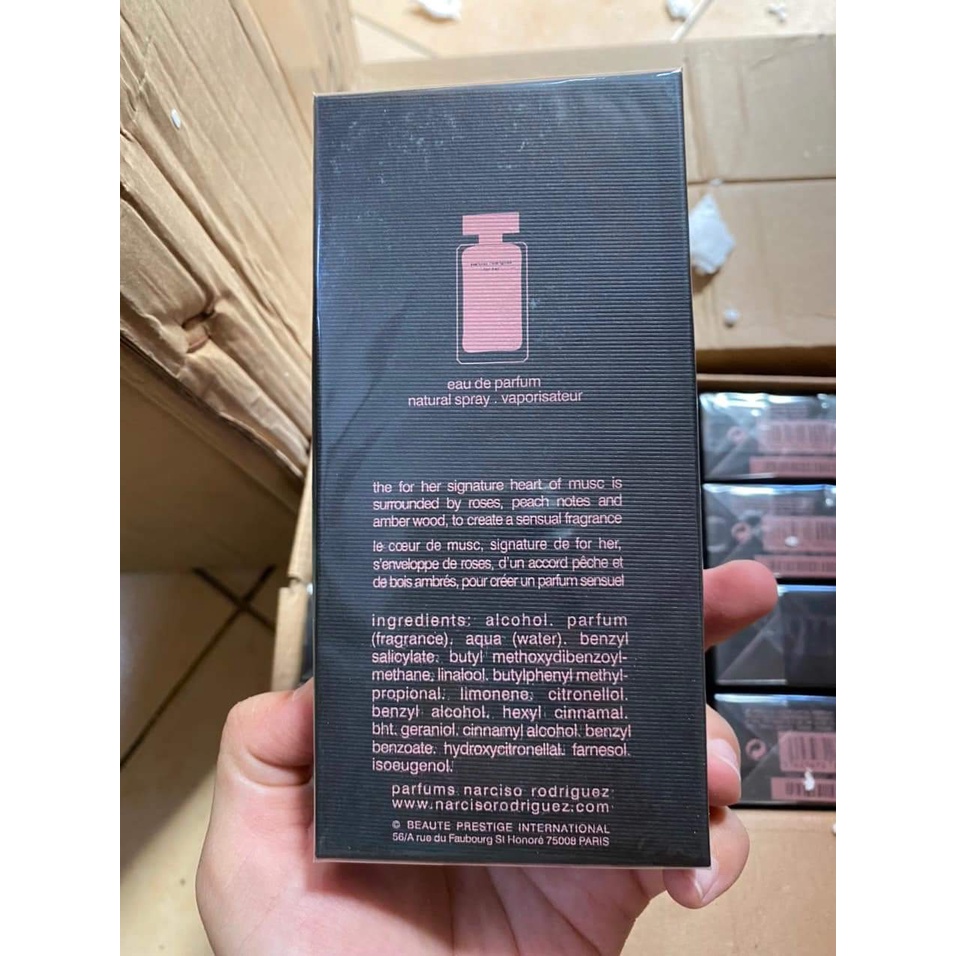 eau de parfum
natural spray . vaporisateur
the for her signature heart of musc is
surrounded by roses, peach notes and
amber wood, to create a sensual fragrance
le cœur de musc, signature de for her,
s'enveloppe de roses, d'un accord pêche et
de bois ambrés, pour créer un parfum sensuel
ingredients: alcohol. parfum
(fragrance). aqua (water). benzyl
salicylate. butyl methoxydibenzoyl-
methane. linalool. butylphenyl methyl-
propional. limonene. citronellol.
benzyl alcohol. hexyl cinnamal.
bht. geraniol. cinnamyl alcohol. benzyl
benzoate. hydroxycitronellal. farnesol.
isoeugenol.
parfums narciso rodriguez
www.narcisorodriguez.com
© BEAUTE PRESTIGE INTERNATIONAL
56/A rue du Faubourg St Honoré 75008 PARIS